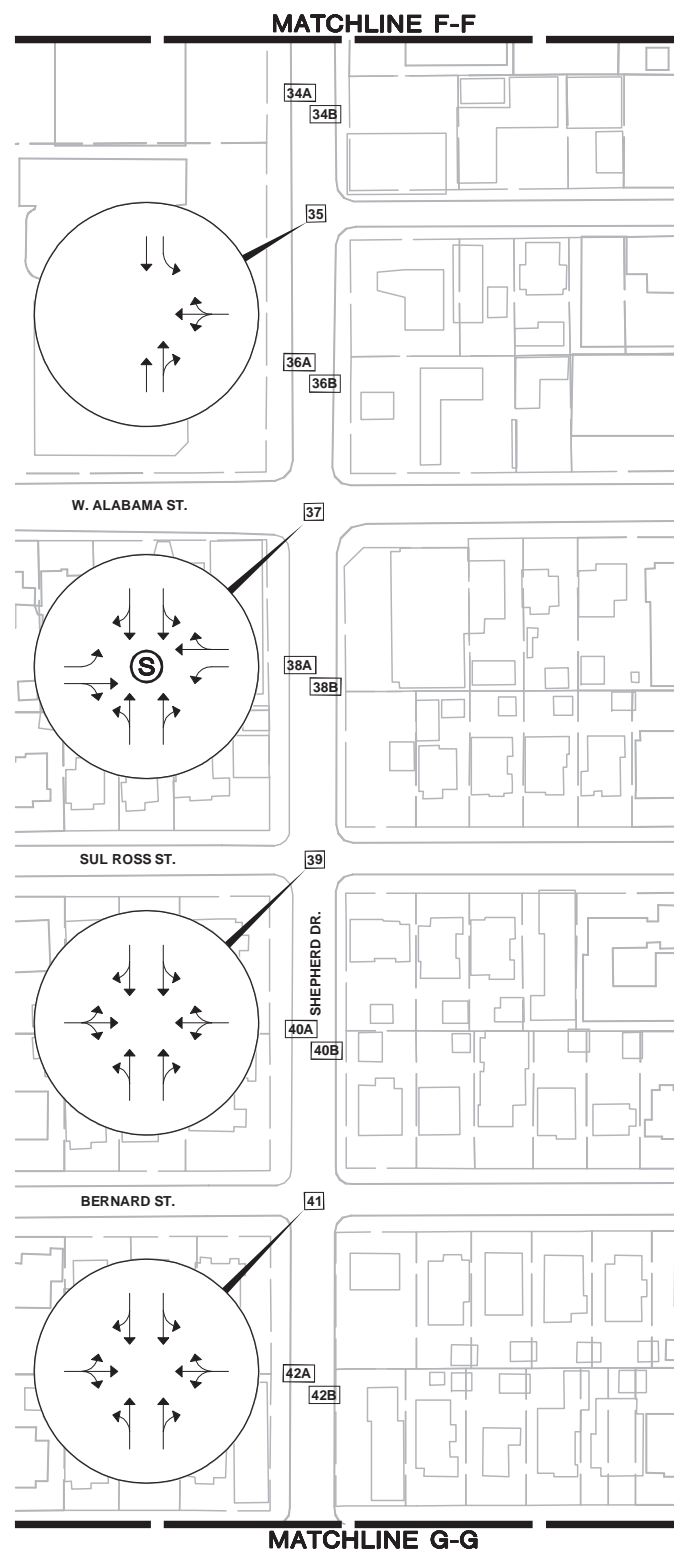 MATCHLINE F-F
34A
34B
35
36A
36B
W. ALABAMA ST.
37
S
38A
38B
SUL ROSS ST.
39
SHEPHERD DR.
40A
40B
BERNARD ST.
41
42A
42B
MATCHLINE G-G